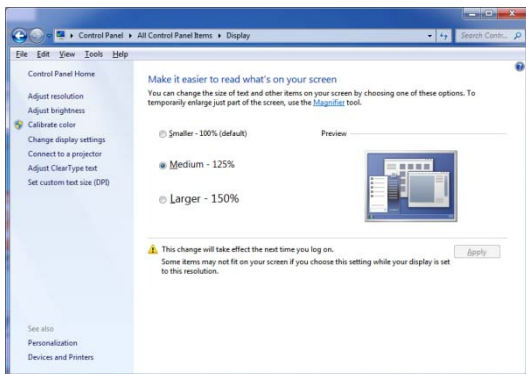 Control Panel ▸ All Control Panel Items ▸ Display
Search Contr...
File Edit View Tools Help
Control Panel Home
Adjust resolution
Adjust brightness
Calibrate color
Change display settings
Connect to a projector
Adjust ClearType text
Set custom text size (DPI)
See also
Personalization
Devices and Printers
Make it easier to read what's on your screen
You can change the size of text and other items on your screen by choosing one of these options. To
temporarily enlarge just part of the screen, use the Magnifier tool.
Smaller - 100% (default)
Preview
Medium - 125%
Larger - 150%
This change will take effect the next time you log on.
Some items may not fit on your screen if you choose this setting while your display is set
to this resolution.
Apply